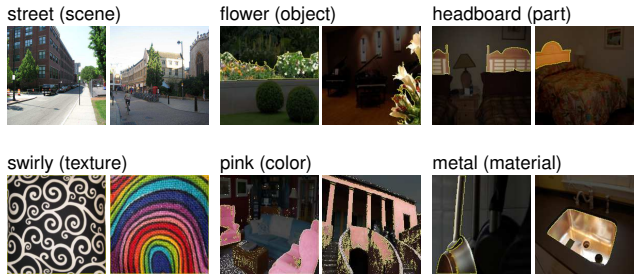 street (scene)
flower (object)
headboard (part)
swirly (texture)
pink (color)
metal (material)